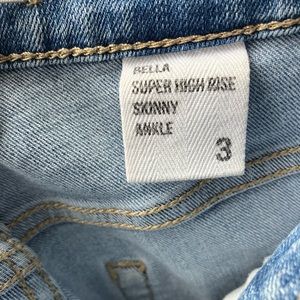 BELLA
SUPER HIGH RISE
SKINNY
ANKLE
3